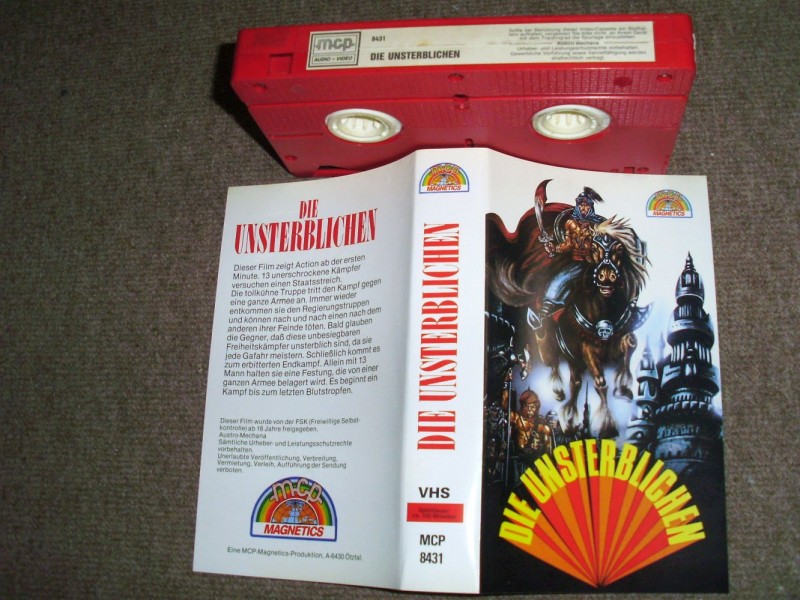 mcp
AUDIO - VIDEO
8431
DIE UNSTERBLICHEN
Austro-Mechana
DIE
UNSTERBLICHEN
Dieser Film zeigt Action ab der ersten
Minute. 13 unerschrockene Kämpfer
versuchen einen Staatsstreich.
Die tollkühne Truppe tritt den Kampf gegen
eine ganze Armee an. Immer wieder
entkommen sie den Regierungstruppen
und können nach und nach einen nach dem
anderen ihrer Feinde töten. Bald glauben
die Gegner, daß diese unbesiegbaren
Freiheitskämpfer unsterblich sind, da sie
jede Gafahr meistern. Schließlich kommt es
zum erbitterten Endkampf. Allein mit 13
Mann halten sie eine Festung, die von einer
ganzen Armee belagert wird. Es beginnt ein
Kampf bis zum letzten Blutstropfen.
Dieser Film wurde von der FSK (Freiwillige Selbst-
kontrolle) ab 18 Jahre freigegeben.
Austro-Mechana
Sämtliche Urheber- und Leistungsschutzrechte
vorbehalten.
Unerlaubte Veröffentlichung, Verbreitung,
Vermietung, Verleih, Aufführung der Sendung
verboten.
m·c·p
MAGNETICS
Eine MCP-Magnetics-Produktion, A-6430 Ötztal.
m·c·p
MAGNETICS
DIE UNSTERBLICHEN
VHS
MCP
8431
m·c·p
MAGNETICS
DIE UNSTERBLICHEN